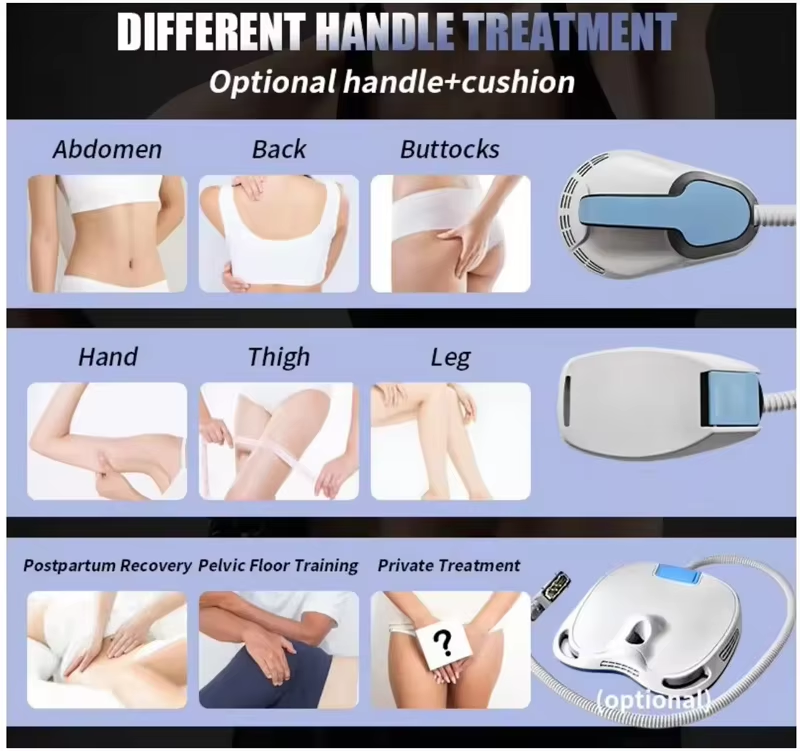 DIFFERENT HANDLE TREATMENT
Optional handle+cushion
Abdomen
Back
Buttocks
Hand
Thigh
Leg
Postpartum Recovery
Pelvic Floor Training
Private Treatment
?
(optional)